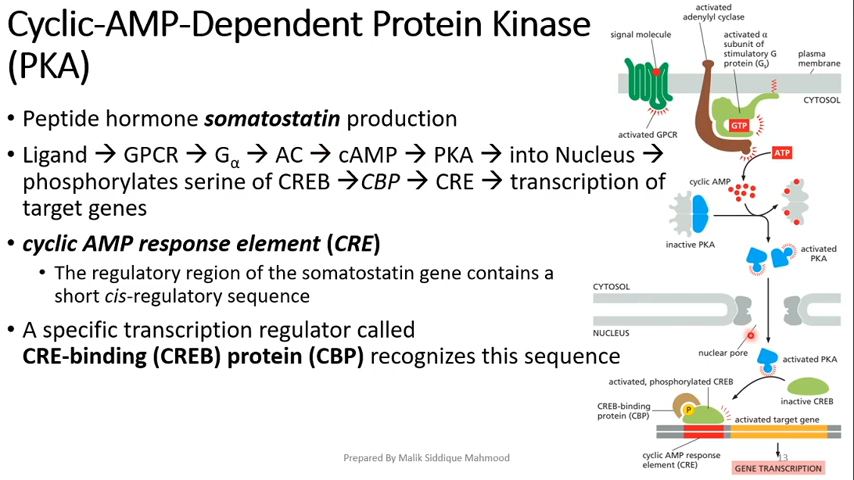 Cyclic-AMP-Dependent Protein Kinase
(PKA)
• Peptide hormone somatostatin production
• Ligand → GPCR → Gα → AC → cAMP → PKA → into Nucleus →
phosphorylates serine of CREB →CBP → CRE → transcription of
target genes
• cyclic AMP response element (CRE)
• The regulatory region of the somatostatin gene contains a
short cis-regulatory sequence
• A specific transcription regulator called
CRE-binding (CREB) protein (CBP) recognizes this sequence
activated
adenylyl cyclase
signal molecule
activated α
subunit of
stimulatory G
protein (Gs)
plasma
membrane
CYTOSOL
GTP
activated GPCR
ATP
cyclic AMP
inactive PKA
activated
PKA
CYTOSOL
NUCLEUS
nuclear pore
activated PKA
activated, phosphorylated CREB
inactive CREB
CREB-binding
protein (CBP)
P
activated target gene
cyclic AMP response
element (CRE)
13
GENE TRANSCRIPTION
Prepared By Malik Siddique Mahmood